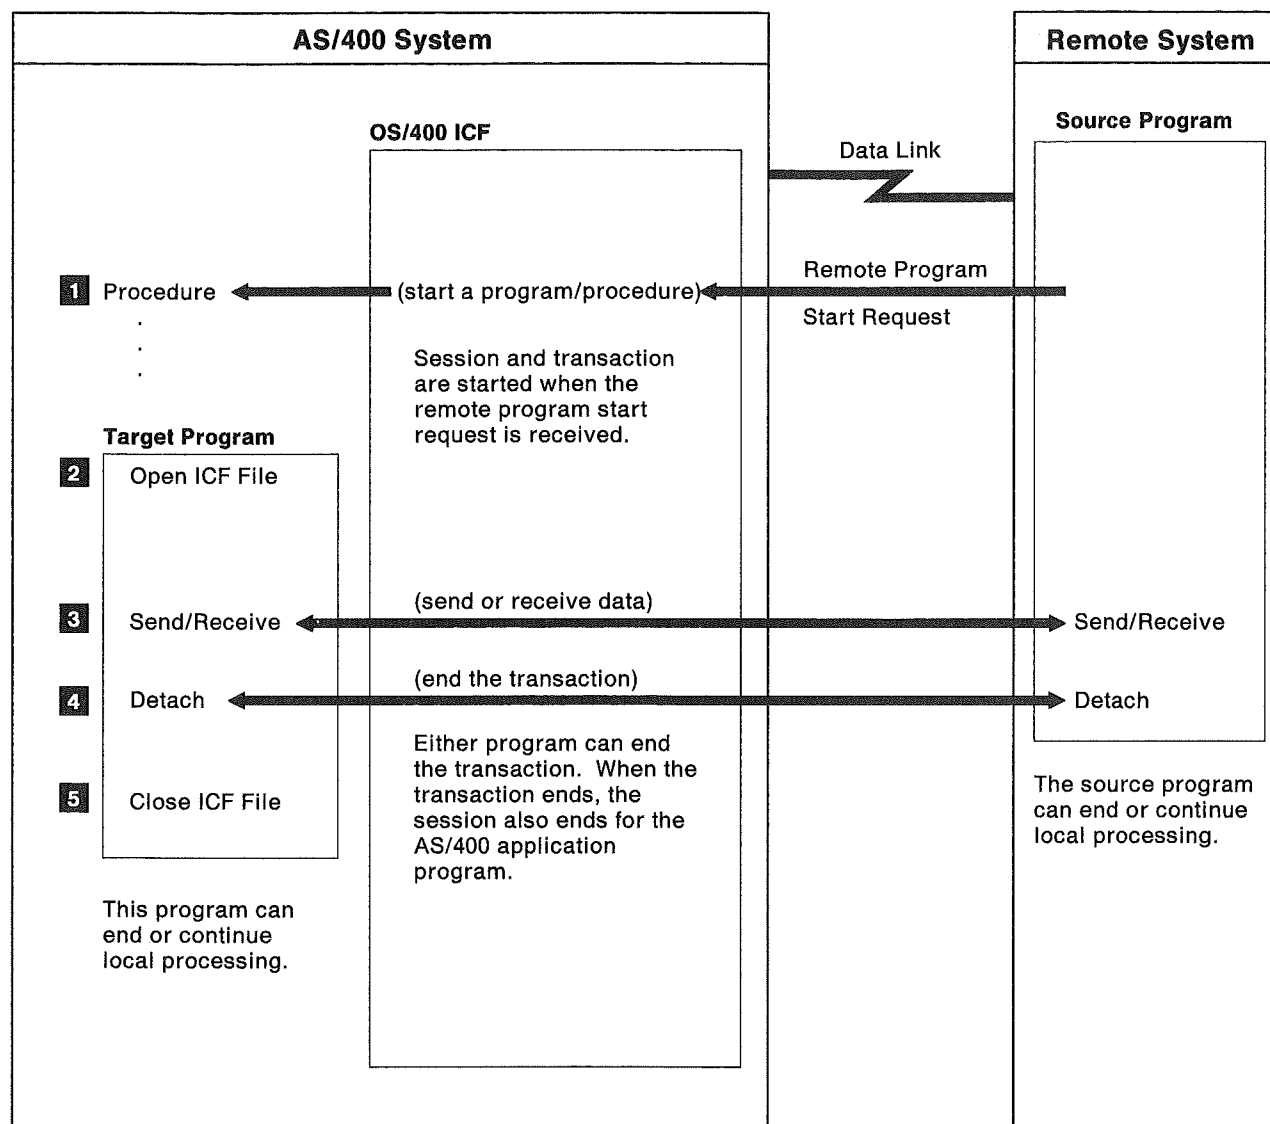 AS/400 System
Remote System
OS/400 ICF
Source Program
Data Link
Remote Program
1 Procedure
(start a program/procedure)
Start Request
.
.
.
Session and transaction
are started when the
remote program start
request is received.
Target Program
2 Open ICF File
(send or receive data)
3 Send/Receive
Send/Receive
(end the transaction)
4 Detach
Detach
Either program can end
the transaction. When the
transaction ends, the
session also ends for the
AS/400 application
program.
5 Close ICF File
The source program
can end or continue
local processing.
This program can
end or continue
local processing.